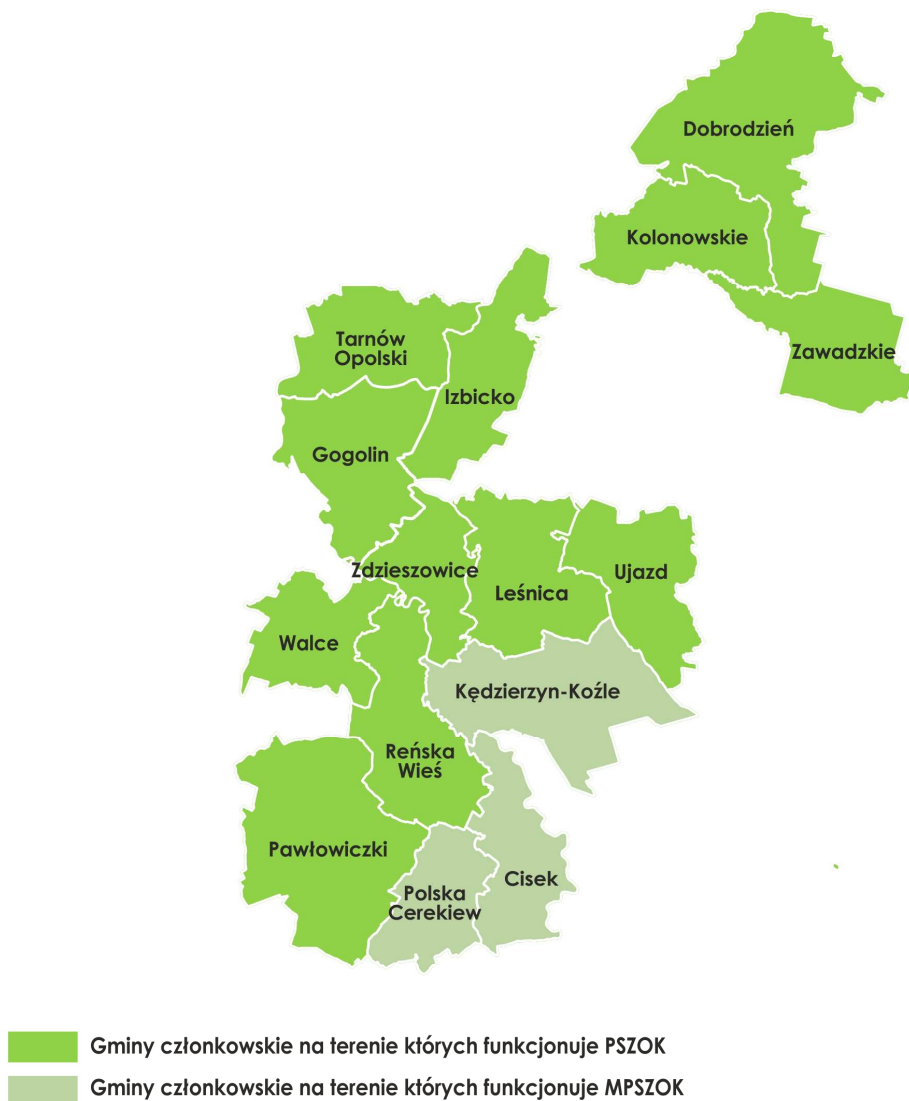 Dobrodzień
Kolonowskie
Zawadzkie
Tarnów
Opolski
Izbicko
Gogolin
Zdzieszowice
Leśnica
Ujazd
Walce
Kędzierzyn-Koźle
Reńska
Wieś
Pawłowiczki
Polska
Cerekiew
Cisek
Gminy członkowskie na terenie których funkcjonuje PSZOK
Gminy członkowskie na terenie których funkcjonuje MPSZOK